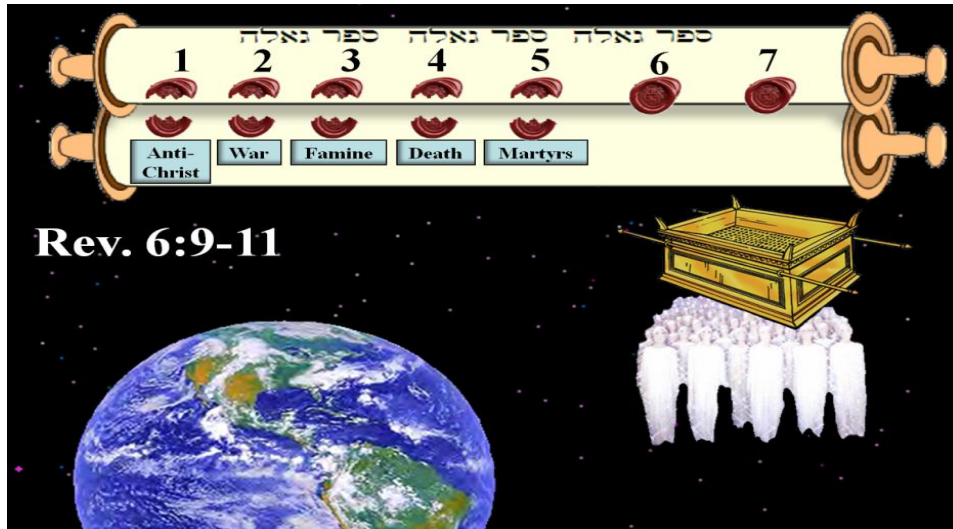 ספר גאלה ספר גאלה ספר גאלה
1 2 3 4 5 6 7
Anti-
Christ
War
Famine
Death
Martyrs
Rev. 6:9-11